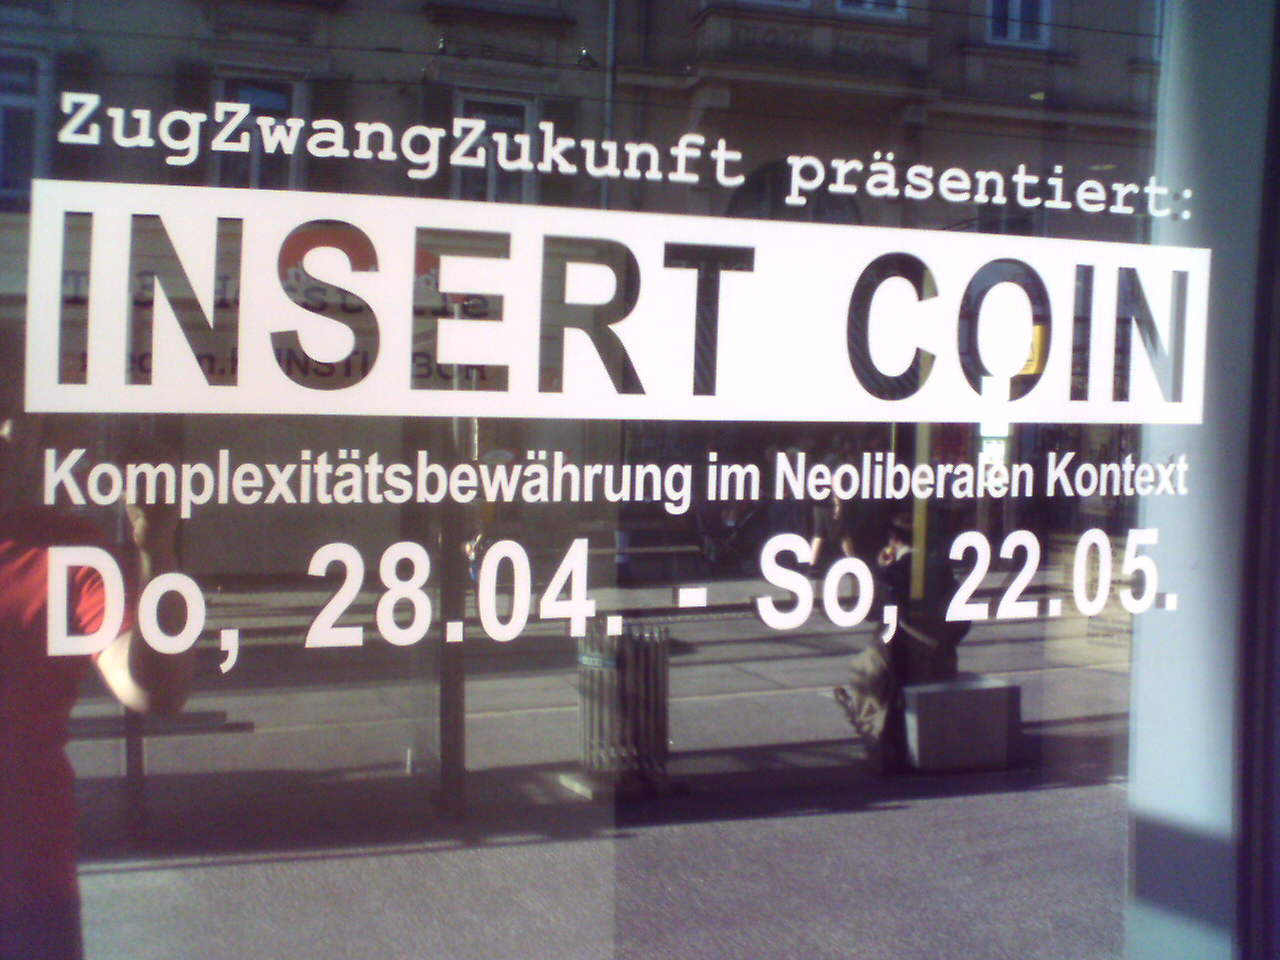 ZugZwangZukunft präsentiert:
INSERT COIN
Komplexitätsbewährung im Neoliberalen Kontext
Do, 28.04. - So, 22.05.